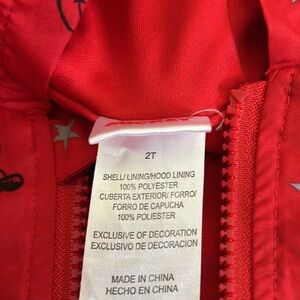 2T
SHELL/ LINING/HOOD LINING
100% POLYESTER
CUBIERTA EXTERIOR/ FORRO/
FORRO DE CAPUCHA
100% POLIESTER
EXCLUSIVE OF DECORATION
EXCLUSIVO DE DECORACION
MADE IN CHINA
HECHO EN CHINA